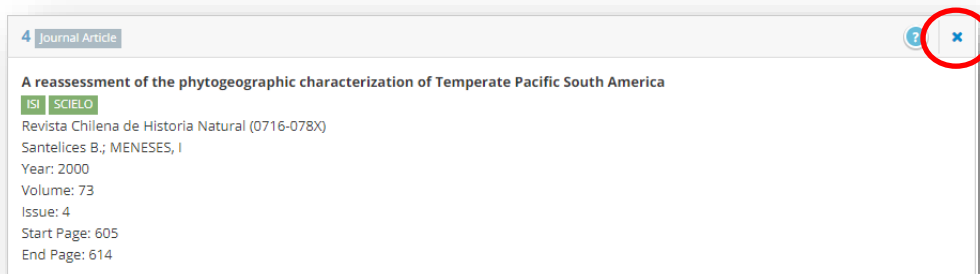 4 Journal Article ? ×
A reassessment of the phytogeographic characterization of Temperate Pacific South America
ISI SCIELO
Revista Chilena de Historia Natural (0716-078X)
Santelices B.; MENESES, I
Year: 2000
Volume: 73
Issue: 4
Start Page: 605
End Page: 614